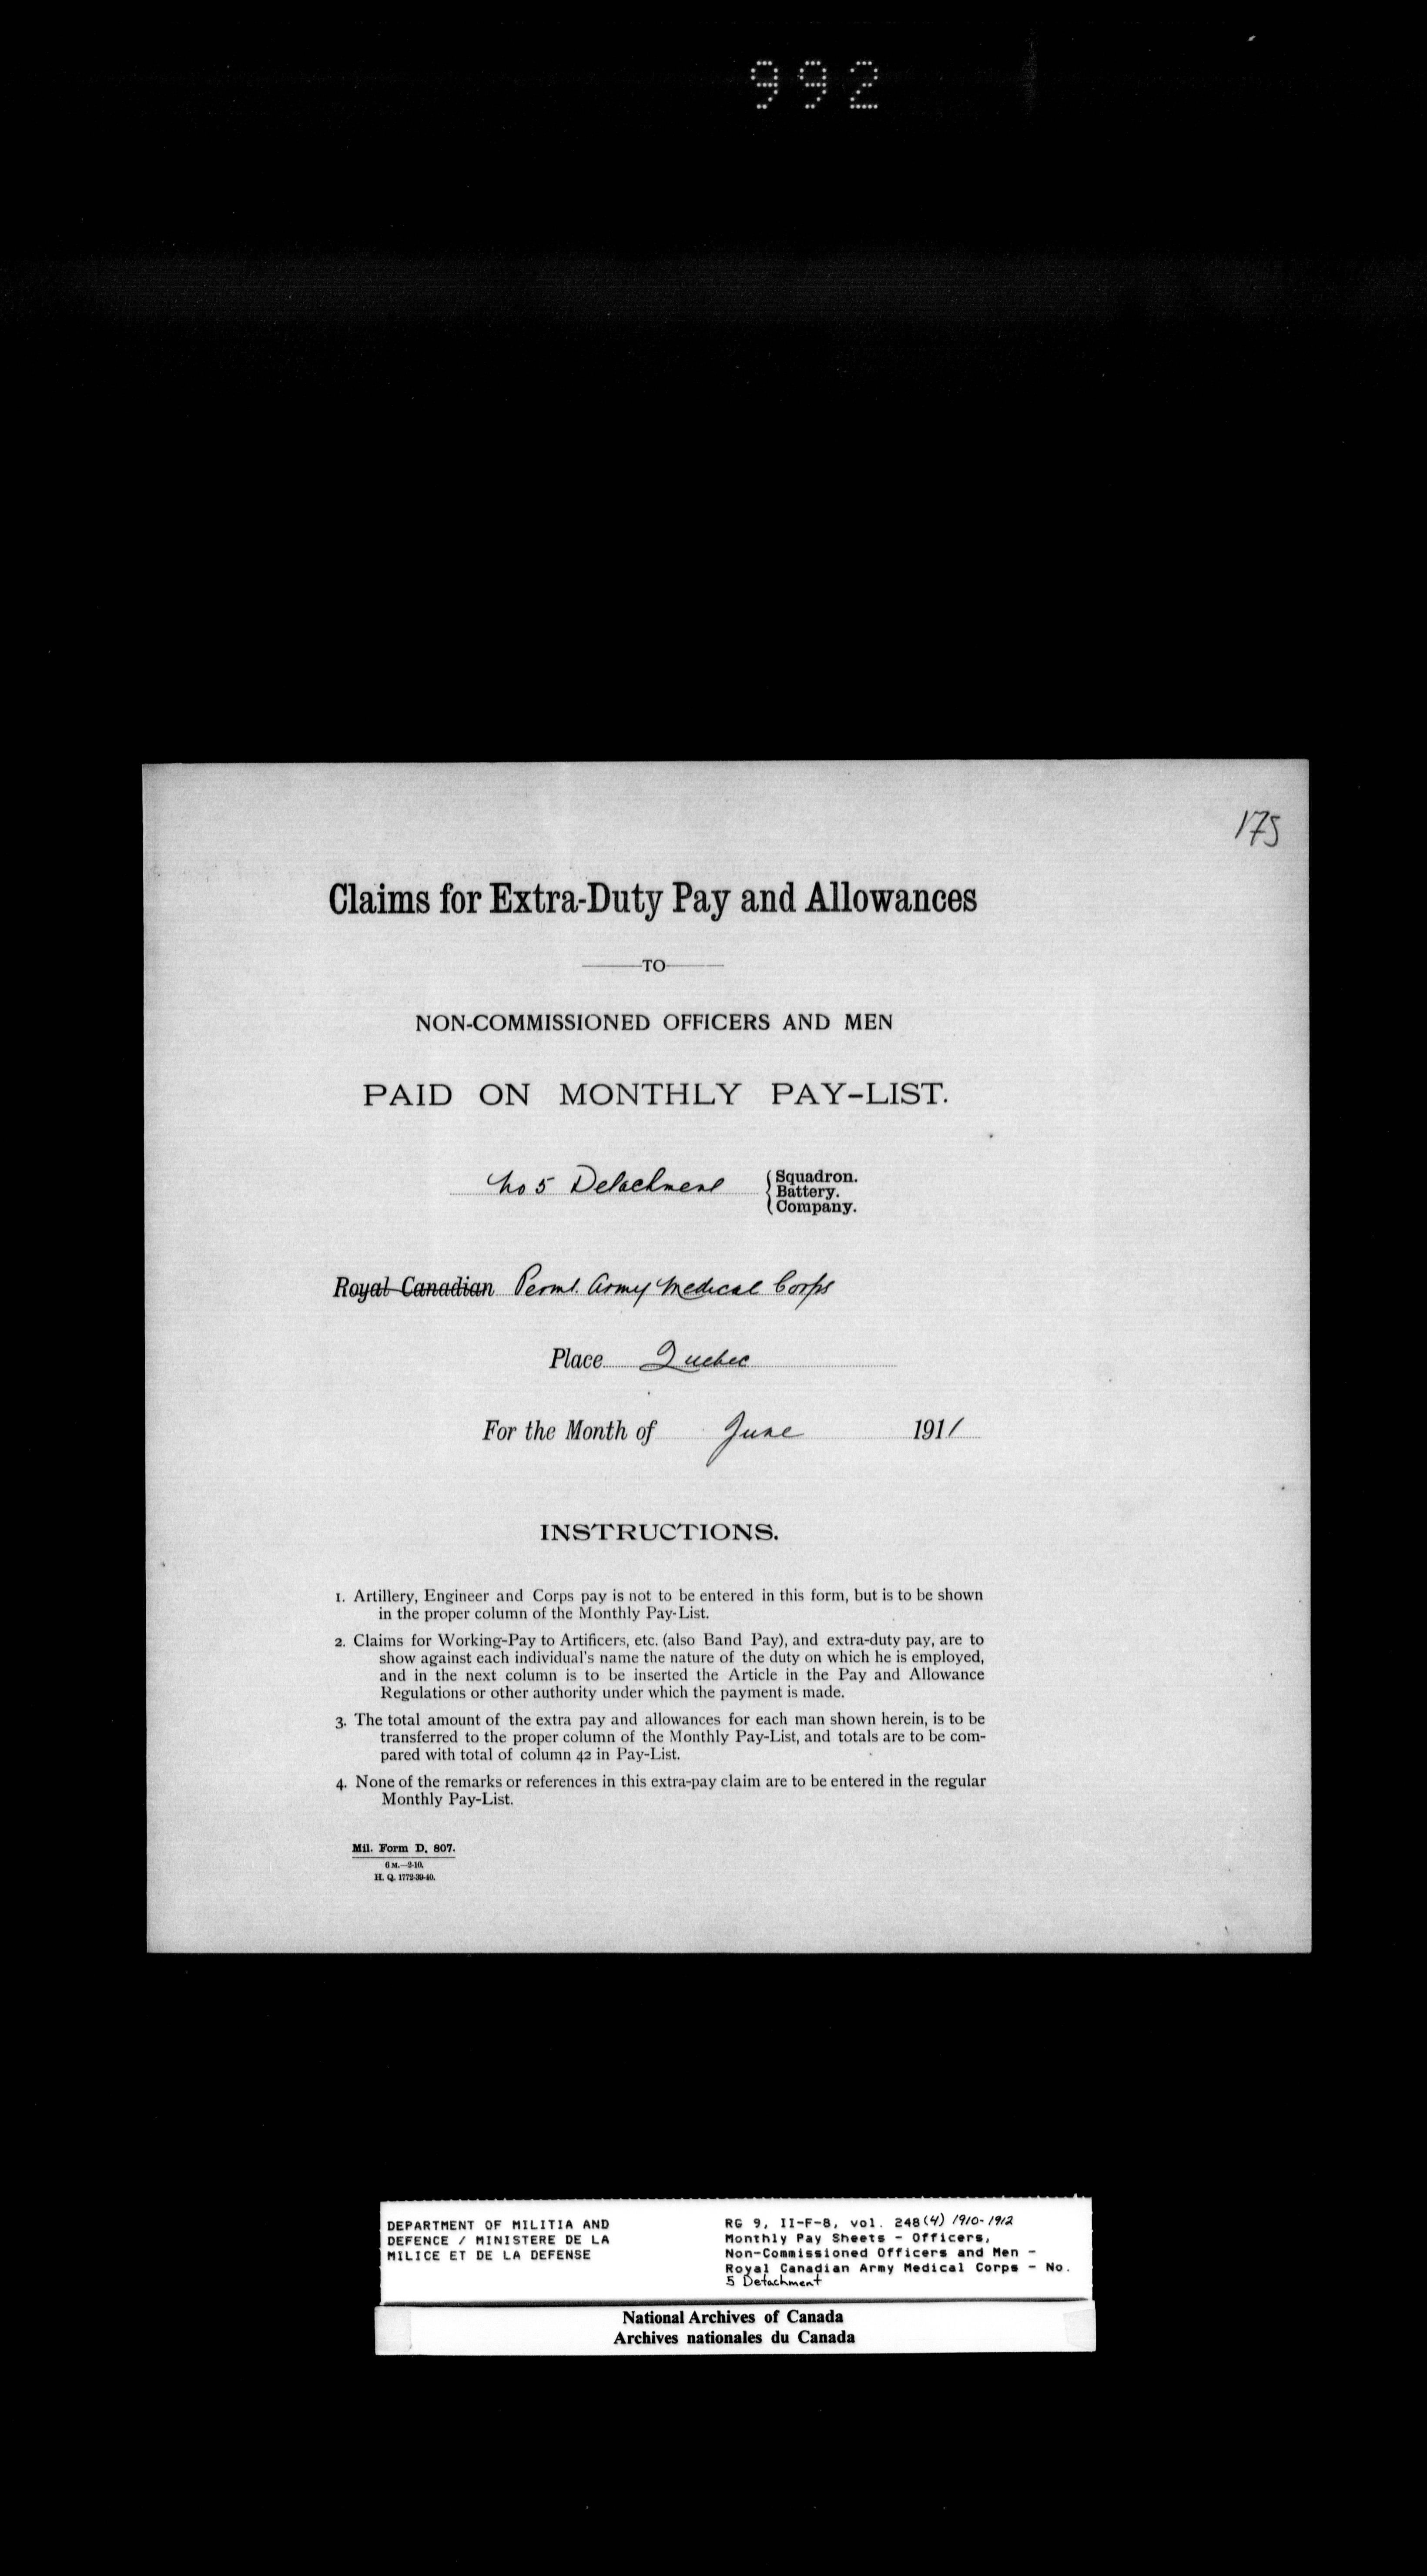 992
175
Claims for Extra-Duty Pay and Allowances
TO
NON-COMMISSIONED OFFICERS AND MEN
PAID ON MONTHLY PAY-LIST.
No 5 Detachment { Squadron.
Battery.
Company.
Royal Canadian Perml. Army Medical Corps
Place Quebec
For the Month of June 1911
INSTRUCTIONS.
1. Artillery, Engineer and Corps pay is not to be entered in this form, but is to be shown
in the proper column of the Monthly Pay-List.
2. Claims for Working-Pay to Artificers, etc. (also Band Pay), and extra-duty pay, are to
show against each individual's name the nature of the duty on which he is employed,
and in the next column is to be inserted the Article in the Pay and Allowance
Regulations or other authority under which the payment is made.
3. The total amount of the extra pay and allowances for each man shown herein, is to be
transferred to the proper column of the Monthly Pay-List, and totals are to be com-
pared with total of column 42 in Pay-List.
4. None of the remarks or references in this extra-pay claim are to be entered in the regular
Monthly Pay-List.
Mil. Form D. 807.
6 M.—2-10.
H. Q. 1772-39-40.
DEPARTMENT OF MILITIA AND
DEFENCE / MINISTERE DE LA
MILICE ET DE LA DEFENSE
RG 9, II-F-8, vol. 248(4) 1910-1912
Monthly Pay Sheets - Officers,
Non-Commissioned Officers and Men -
Royal Canadian Army Medical Corps - No.
5 Detachment
National Archives of Canada
Archives nationales du Canada